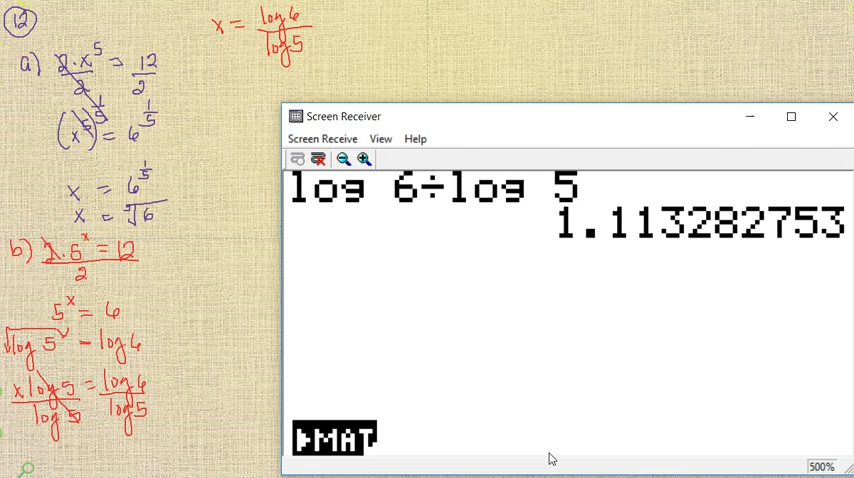 12
a) 2·x^5 / 2 = 12 / 2
(x^5)^1/5 = 6^1/5
x = 6^1/5
x = ⁵√6
b) 2·5^x = 12 / 2
5^x = 6
log 5^x = log 6
x log 5 / log 5 = log 6 / log 5
x = log 6 / log 5
Screen Receiver
Screen Receive View Help
log 6÷log 5
1.113282753
►MAT
500%